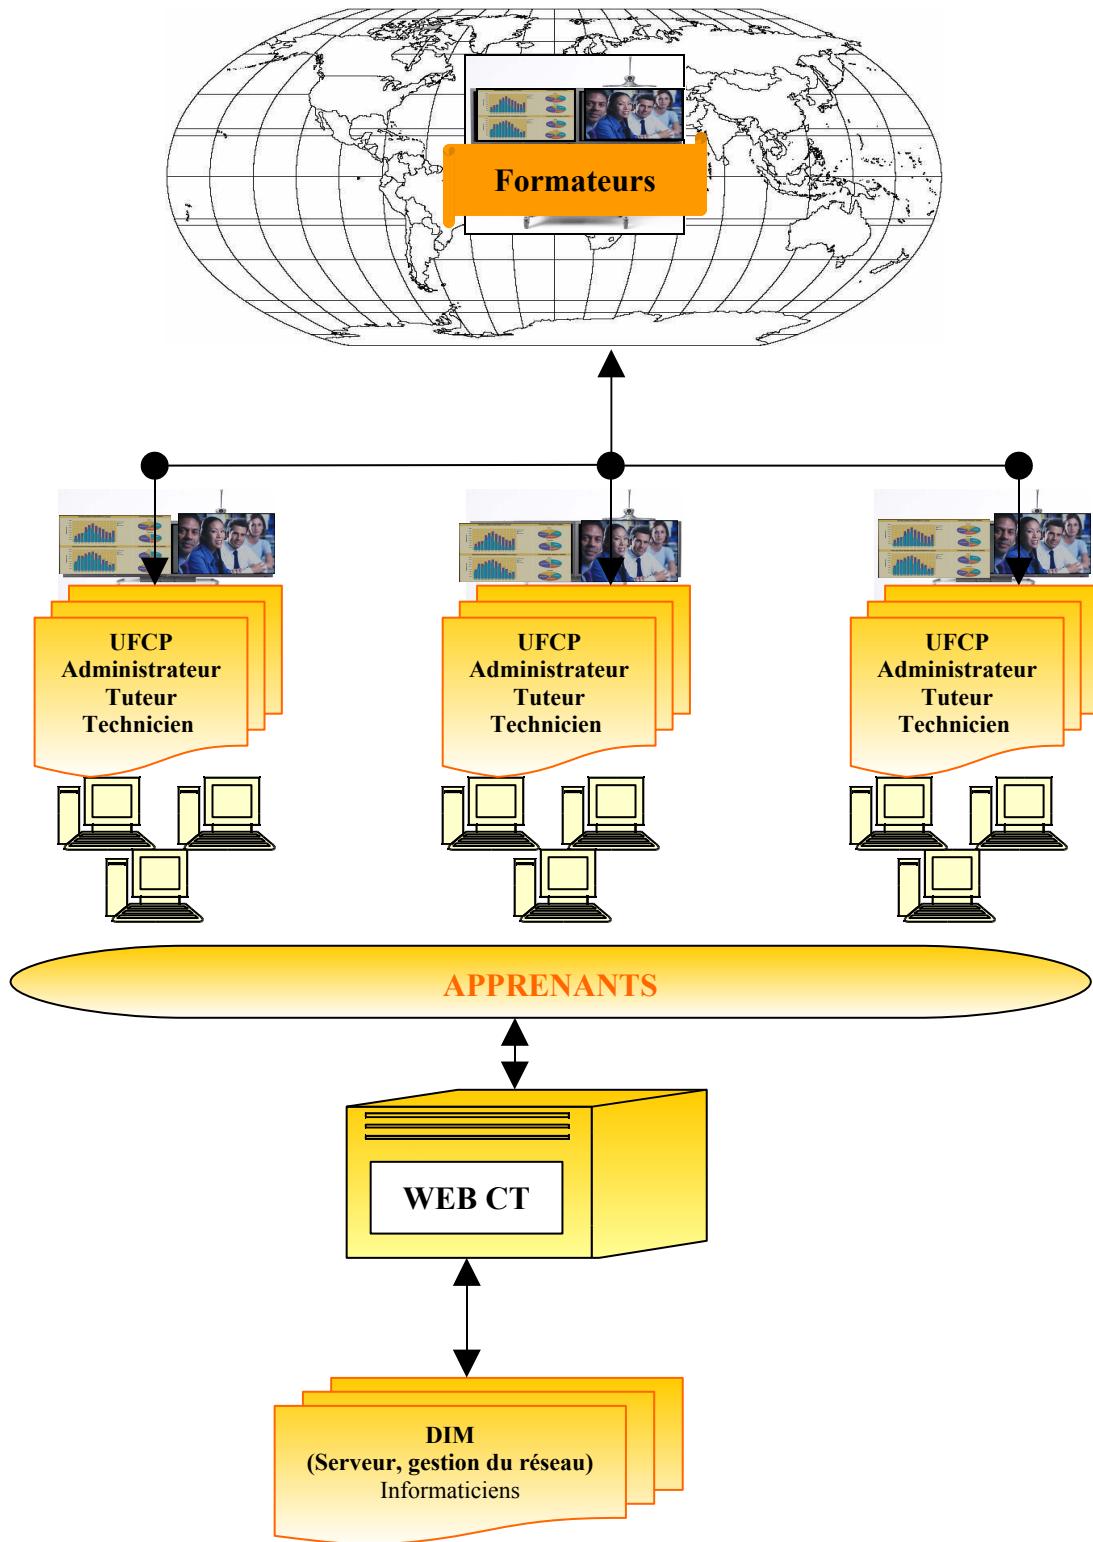 Formateurs
UFCP
Administrateur
Tuteur
Technicien
UFCP
Administrateur
Tuteur
Technicien
UFCP
Administrateur
Tuteur
Technicien
APPRENANTS
WEB CT
DIM
(Serveur, gestion du réseau)
Informaticiens